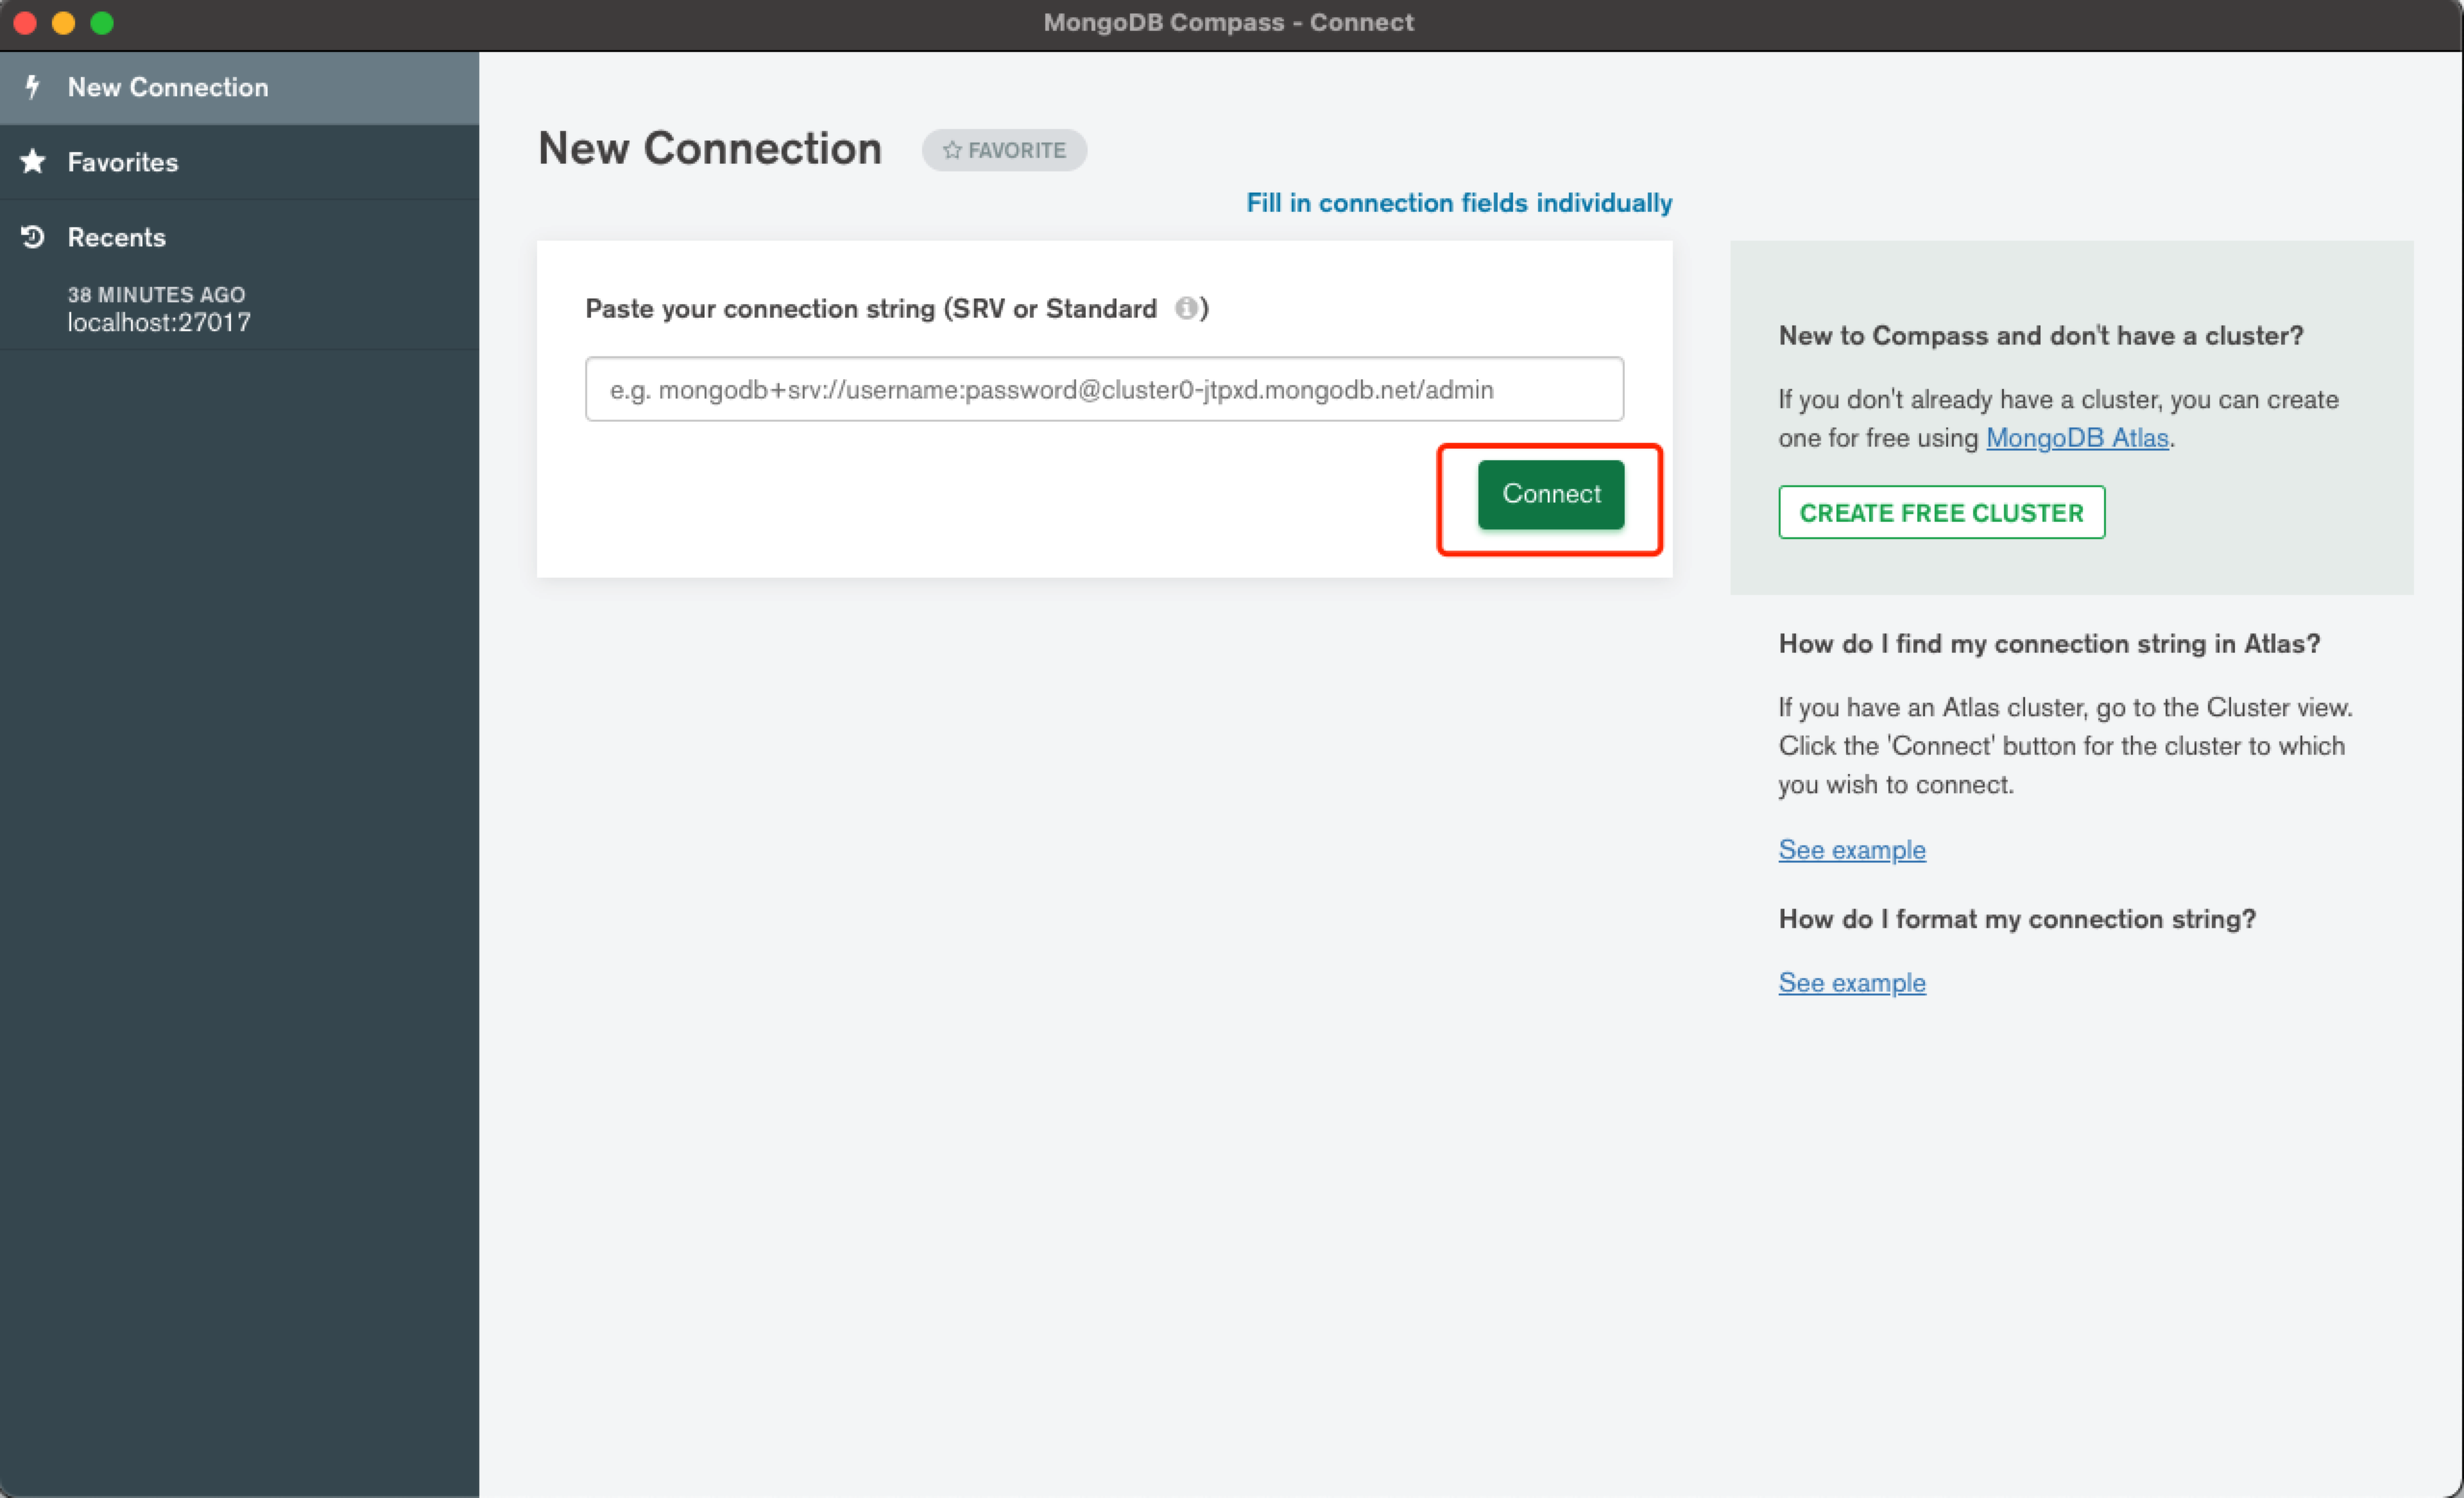 MongoDB Compass - Connect
New Connection
Favorites
Recents
38 MINUTES AGO
localhost:27017
New Connection
FAVORITE
Fill in connection fields individually
Paste your connection string (SRV or Standard )
e.g. mongodb+srv://username:password@cluster0-jtpxd.mongodb.net/admin
Connect
New to Compass and don't have a cluster?
If you don't already have a cluster, you can create
one for free using MongoDB Atlas.
CREATE FREE CLUSTER
How do I find my connection string in Atlas?
If you have an Atlas cluster, go to the Cluster view.
Click the 'Connect' button for the cluster to which
you wish to connect.
See example
How do I format my connection string?
See example